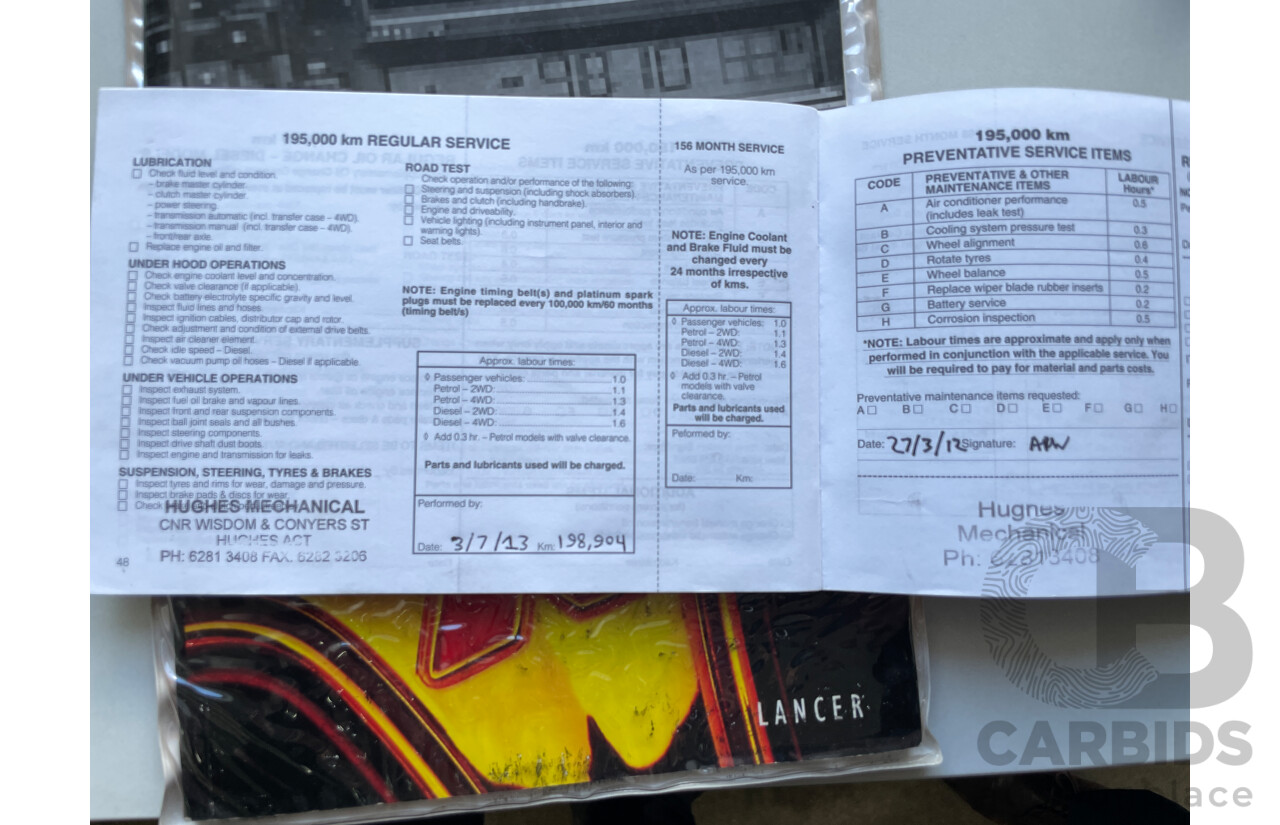 195,000 km REGULAR SERVICE
LUBRICATION
Check fluid level and condition.
– brake master cylinder.
– clutch master cylinder.
– power steering.
– transmission automatic (incl. transfer case – 4WD).
– transmission manual (incl. transfer case – 4WD).
– front/rear axle.
Replace engine oil and filter.
UNDER HOOD OPERATIONS
Check engine coolant level and concentration.
Check valve clearance (if applicable).
Check battery electrolyte specific gravity and level.
Inspect fluid lines and hoses.
Inspect ignition cables, distributor cap and rotor.
Check adjustment and condition of external drive belts.
Inspect air cleaner element.
Check idle speed – Diesel.
Check vacuum pump oil hoses – Diesel if applicable.
UNDER VEHICLE OPERATIONS
Inspect exhaust system.
Inspect fuel oil brake and vapour lines.
Inspect front and rear suspension components.
Inspect ball joint seals and all bushes.
Inspect steering components.
Inspect drive shaft dust boots.
Inspect engine and transmission for leaks.
SUSPENSION, STEERING, TYRES & BRAKES
Inspect tyres and rims for wear, damage and pressure.
Inspect brake pads & discs for wear.
Check
HUGHES MECHANICAL
CNR WISDOM & CONYERS ST
HUGHES ACT
PH: 6281 3408 FAX. 6282 3206
48
ROAD TEST
Check operation and/or performance of the following:
Steering and suspension (including shock absorbers).
Brakes and clutch (including handbrake).
Engine and driveability.
Vehicle lighting (including instrument panel, interior and
warning lights).
Seat belts.
NOTE: Engine timing belt(s) and platinum spark
plugs must be replaced every 100,000 km/60 months
(timing belt/s)
Approx. labour times:
◊ Passenger vehicles: 1.0
Petrol – 2WD: 1.1
Petrol – 4WD: 1.3
Diesel – 2WD: 1.4
Diesel – 4WD: 1.6
◊ Add 0.3 hr. – Petrol models with valve clearance.
Parts and lubricants used will be charged.
Performed by:
Date: 3/7/13 Km: 198,904
156 MONTH SERVICE
As per 195,000 km
service.
NOTE: Engine Coolant
and Brake Fluid must be
changed every
24 months irrespective
of kms.
Approx. labour times:
◊ Passenger vehicles: 1.0
Petrol – 2WD: 1.1
Petrol – 4WD: 1.3
Diesel – 2WD: 1.4
Diesel – 4WD: 1.6
◊ Add 0.3 hr. – Petrol
models with valve
clearance.
Parts and lubricants used
will be charged.
Peformed by:
Date: Km:
195,000 km
PREVENTATIVE SERVICE ITEMS
CODE PREVENTATIVE & OTHER MAINTENANCE ITEMS LABOUR Hours*
A Air conditioner performance (includes leak test) 0.5
B Cooling system pressure test 0.3
C Wheel alignment 0.6
D Rotate tyres 0.4
E Wheel balance 0.5
F Replace wiper blade rubber inserts 0.2
G Battery service 0.2
H Corrosion inspection 0.5
*NOTE: Labour times are approximate and apply only when
performed in conjunction with the applicable service. You
will be required to pay for material and parts costs.
Preventative maintenance items requested:
A B C D E F G H
Date: 27/3/12 Signature:
Hughes
Mechanical
Ph: 62813408
LANCER
CARBIDS